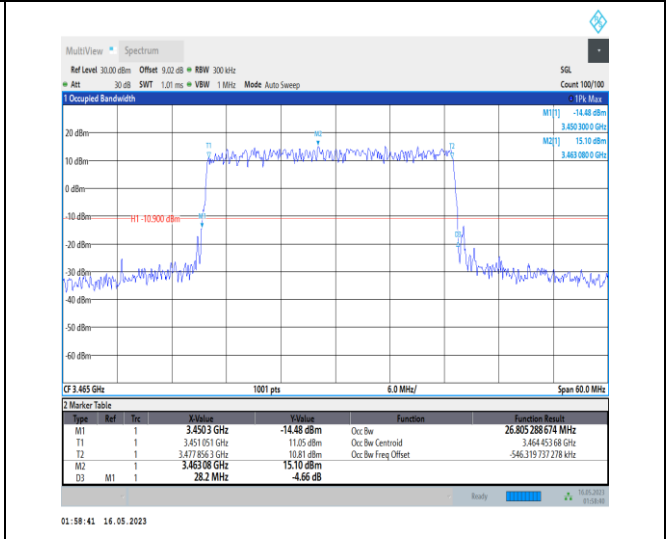 MultiView Spectrum
Ref Level 30.00 dBm Offset 9.02 dB RBW 300 kHz SGL
Att 30 dB SWT 1.01 ms VBW 1 MHz Mode Auto Sweep Count 100/100
1 Occupied Bandwidth 1Pk Max
M1[1] -14.48 dBm
3.450 300 0 GHz
M2[1] 15.10 dBm
3.463 080 0 GHz
20 dBm
M2
T1 T2
10 dBm
0 dBm
-10 dBm H1 -10.900 dBm M1
D3
-20 dBm
-30 dBm
-40 dBm
-50 dBm
-60 dBm
CF 3.465 GHz 1001 pts 6.0 MHz/ Span 60.0 MHz
2 Marker Table
Type Ref Trc X-Value Y-Value Function Function Result
M1 1 3.4503 GHz -14.48 dBm Occ Bw 26.805 288 674 MHz
T1 1 3.451 051 GHz 11.05 dBm Occ Bw Centroid 3.464 453 68 GHz
T2 1 3.477 856 3 GHz 10.81 dBm Occ Bw Freq Offset -546.319 737 278 kHz
M2 1 3.463 08 GHz 15.10 dBm
D3 M1 1 28.2 MHz -4.66 dB
Ready 16.05.2023
01:58:40
01:58:41 16.05.2023